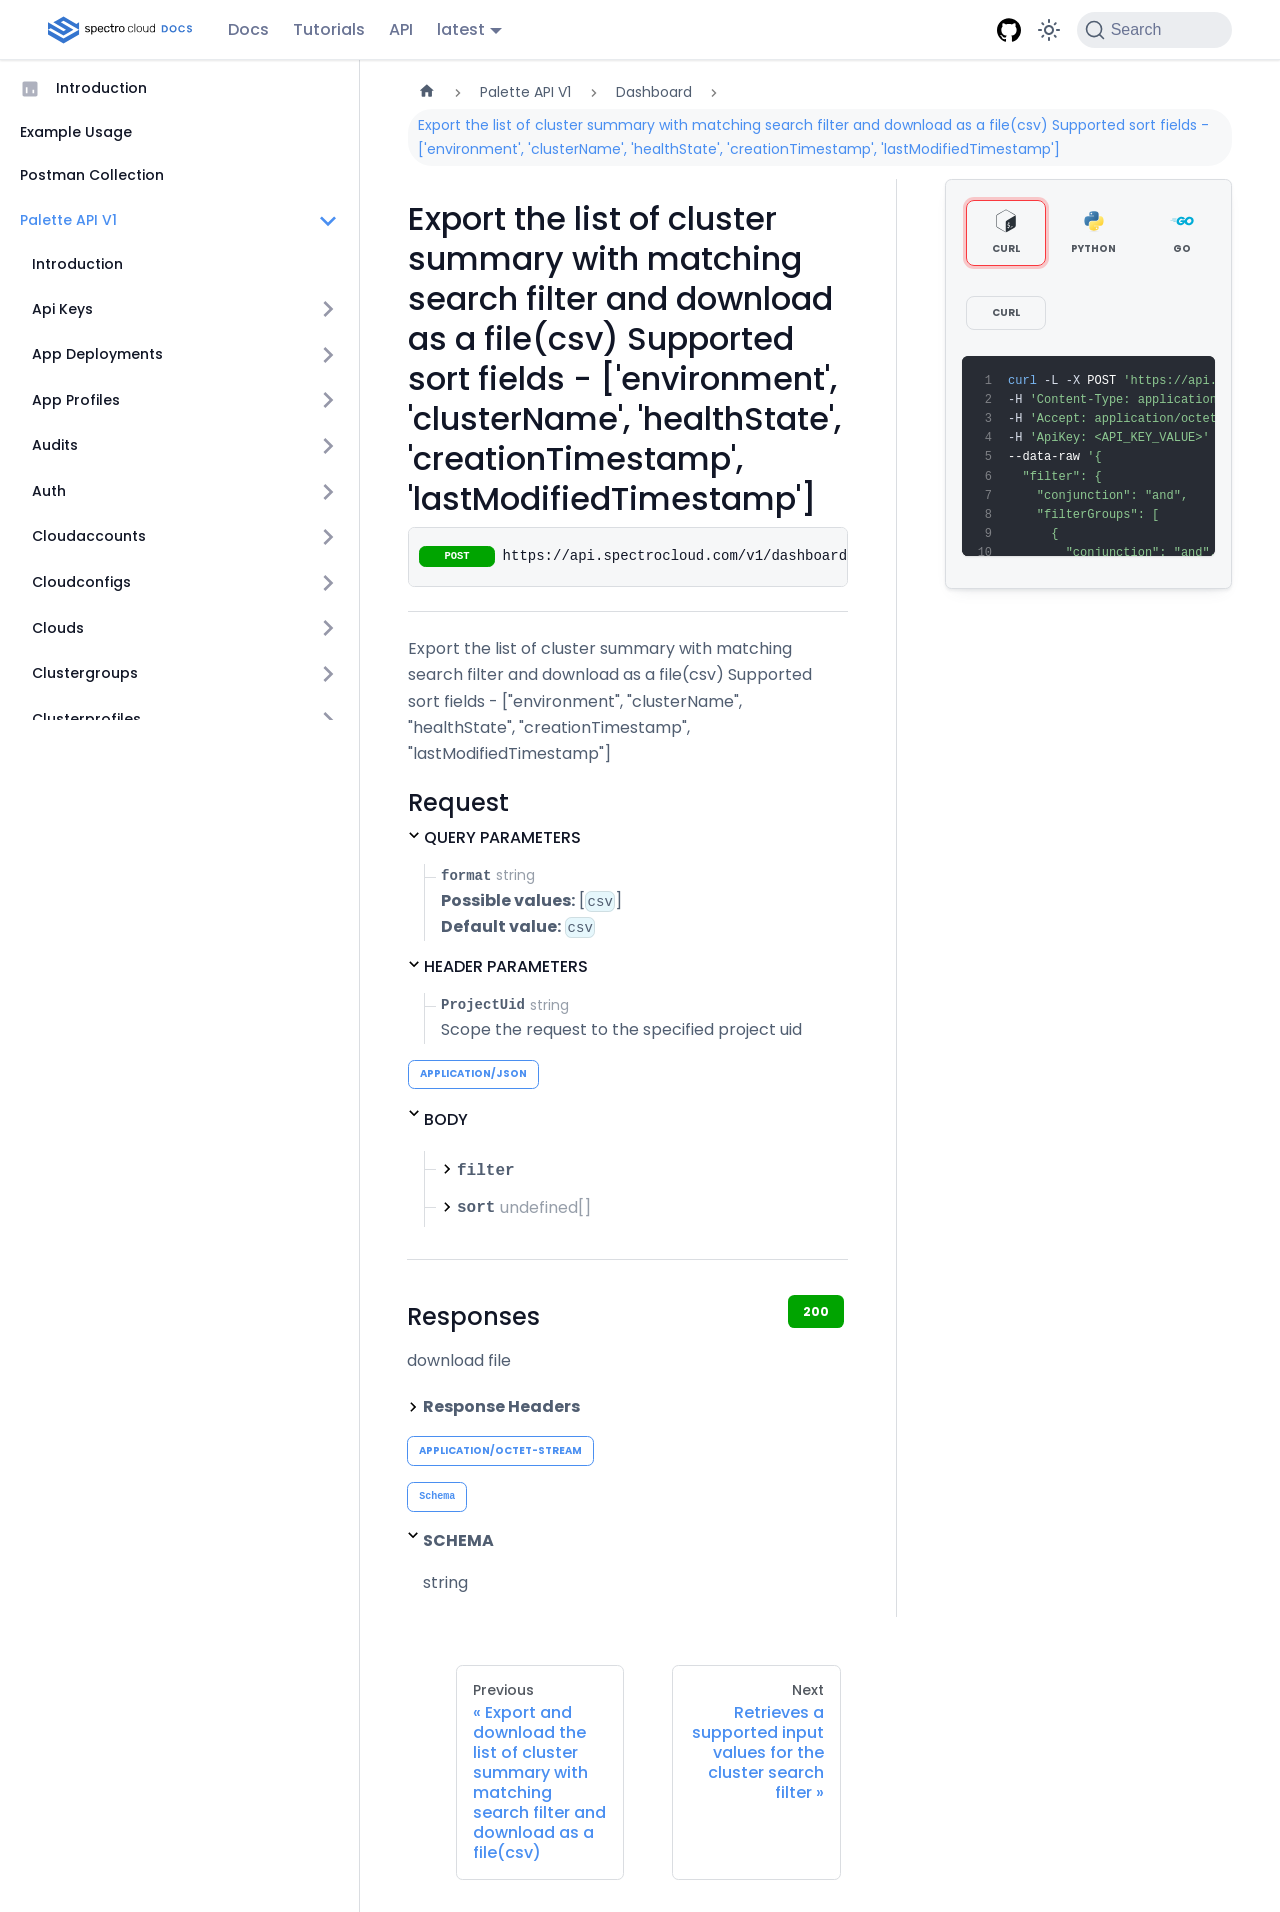 spectro cloud DOCS Docs Tutorials API latest Search
Introduction
Example Usage
Postman Collection
Palette API V1
Introduction
Api Keys
App Deployments
App Profiles
Audits
Auth
Cloudaccounts
Cloudconfigs
Clouds
Clustergroups
Clusterprofiles
Palette API V1 Dashboard
Export the list of cluster summary with matching search filter and download as a file(csv) Supported sort fields -
['environment', 'clusterName', 'healthState', 'creationTimestamp', 'lastModifiedTimestamp']
Export the list of cluster
summary with matching
search filter and download
as a file(csv) Supported
sort fields - ['environment',
'clusterName', 'healthState',
'creationTimestamp',
'lastModifiedTimestamp']
POST https://api.spectrocloud.com/v1/dashboard
Export the list of cluster summary with matching
search filter and download as a file(csv) Supported
sort fields - ["environment", "clusterName",
"healthState", "creationTimestamp",
"lastModifiedTimestamp"]
Request
QUERY PARAMETERS
format string
Possible values: [csv]
Default value: csv
HEADER PARAMETERS
ProjectUid string
Scope the request to the specified project uid
APPLICATION/JSON
BODY
filter
sort undefined[]
Responses
200
download file
Response Headers
APPLICATION/OCTET-STREAM
Schema
SCHEMA
string
CURL PYTHON GO
CURL
1 curl -L -X POST 'https://api.
2 -H 'Content-Type: application
3 -H 'Accept: application/octet
4 -H 'ApiKey: <API_KEY_VALUE>'
5 --data-raw '{
6 "filter": {
7 "conjunction": "and",
8 "filterGroups": [
9 {
10 "conjunction": "and"
Previous
« Export and
download the
list of cluster
summary with
matching
search filter and
download as a
file(csv)
Next
Retrieves a
supported input
values for the
cluster search
filter »